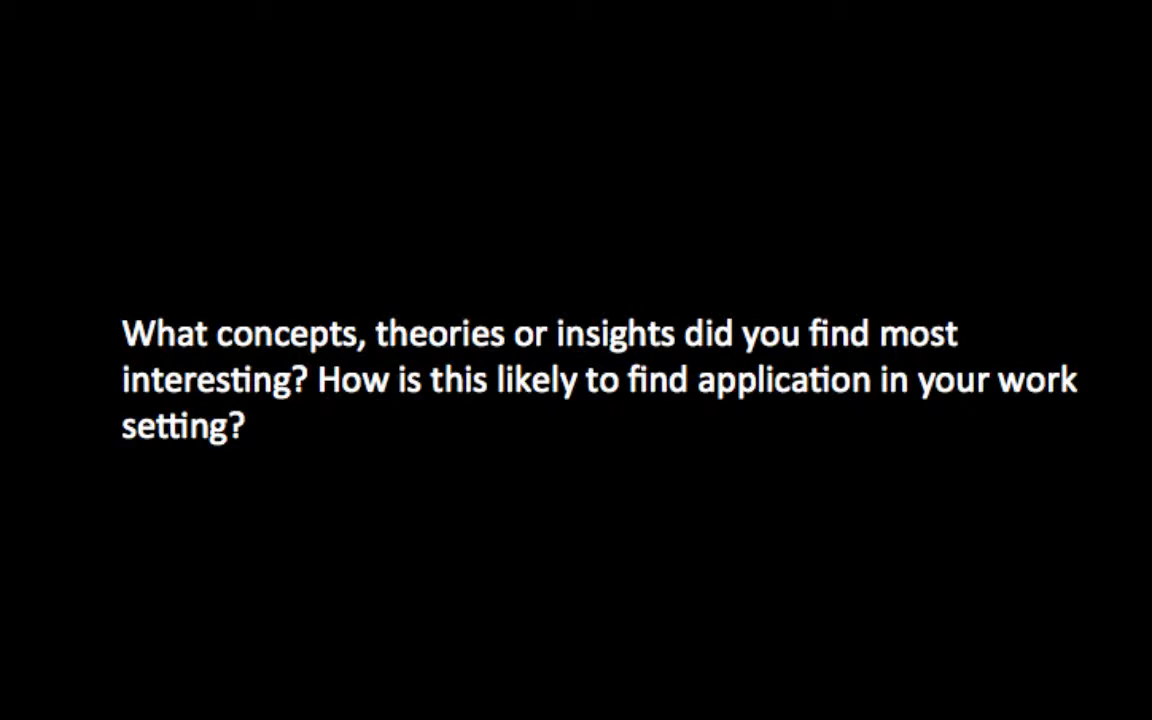 What concepts, theories or insights did you find most
interesting? How is this likely to find application in your work
setting?